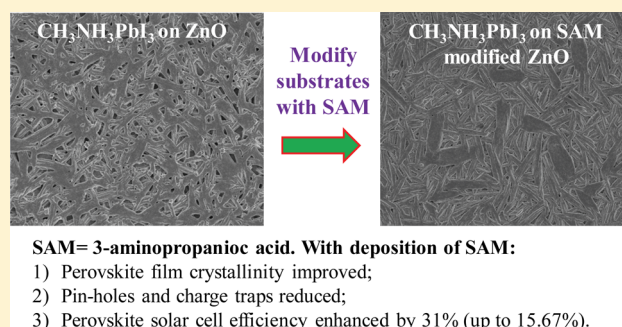 CH3NH3PbI3 on ZnO
Modify
substrates
with SAM
CH3NH3PbI3 on SAM
modified ZnO
SAM= 3-aminopropanioc acid. With deposition of SAM:
1) Perovskite film crystallinity improved;
2) Pin-holes and charge traps reduced;
3) Perovskite solar cell efficiency enhanced by 31% (up to 15.67%).